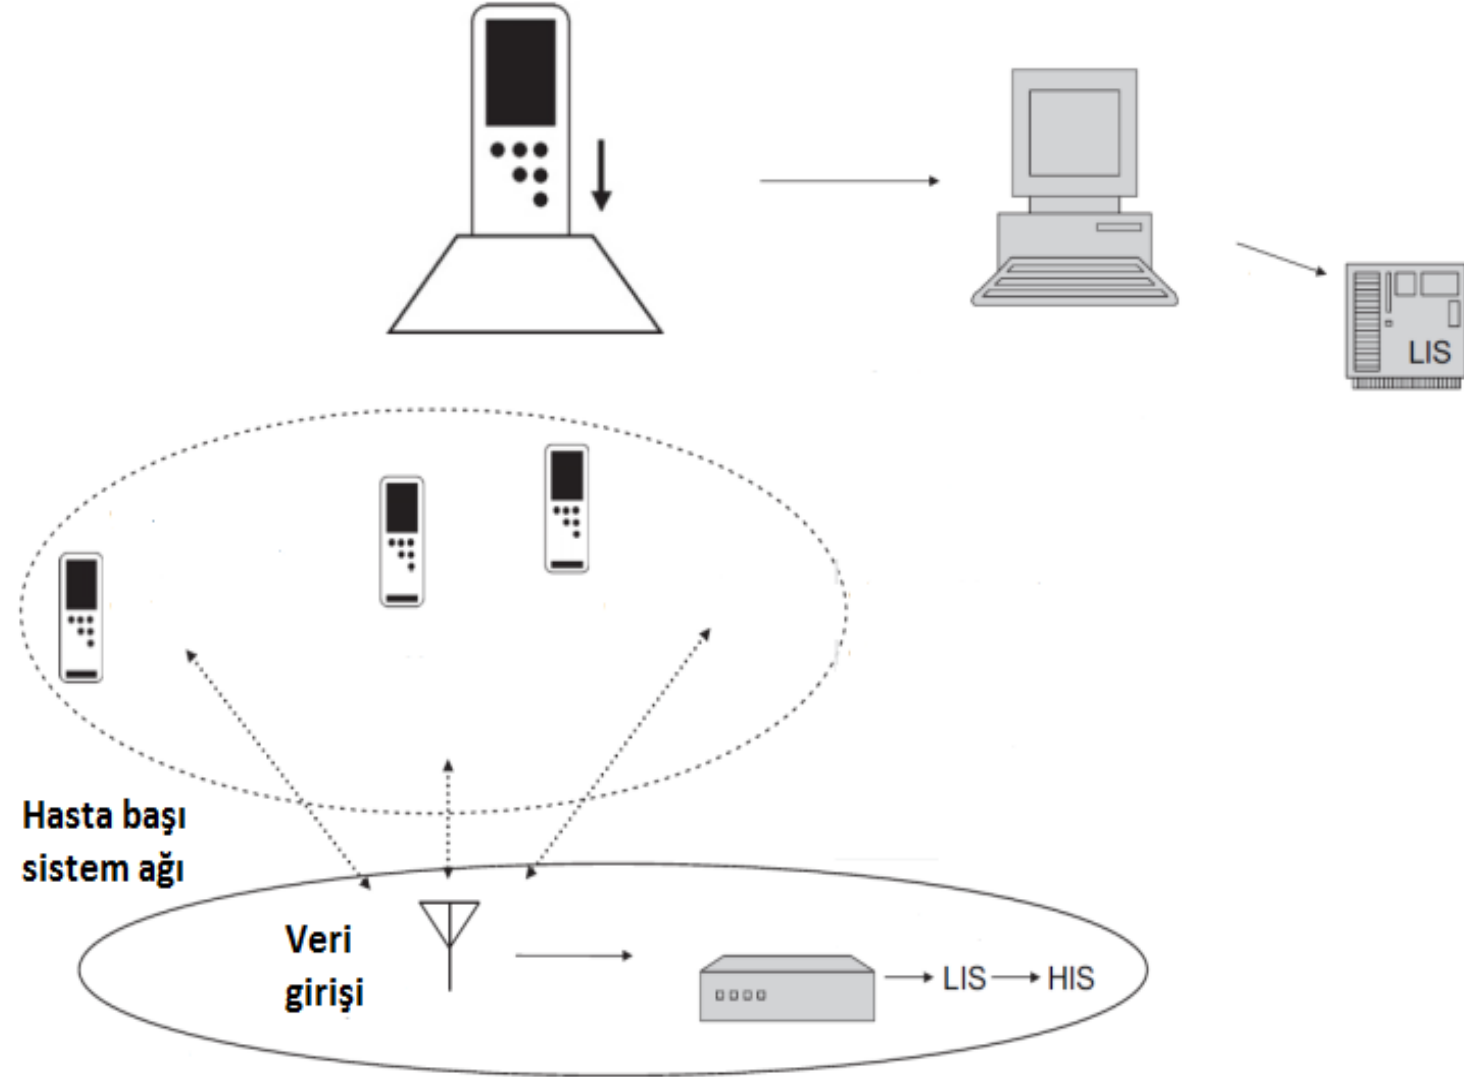 LIS
Hasta başı
sistem ağı
Veri
girişi
LIS
HIS